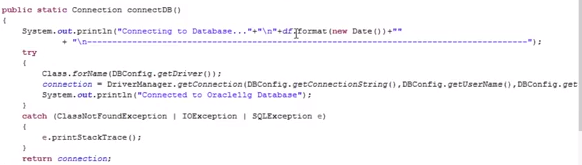 public static Connection connectDB()
{
System.out.println("Connecting to Database..."+"\n"+df.format(new Date())+""
+ "\n--------------------------------------------------------------------------------------");
try
{
Class.forName(DBConfig.getDriver());
connection = DriverManager.getConnection(DBConfig.getConnectionString(),DBConfig.getUserName(),DBConfig.get
System.out.println("Connected to Oracle11g Database");
}
catch (ClassNotFoundException | IOException | SQLException e)
{
e.printStackTrace();
}
return connection;